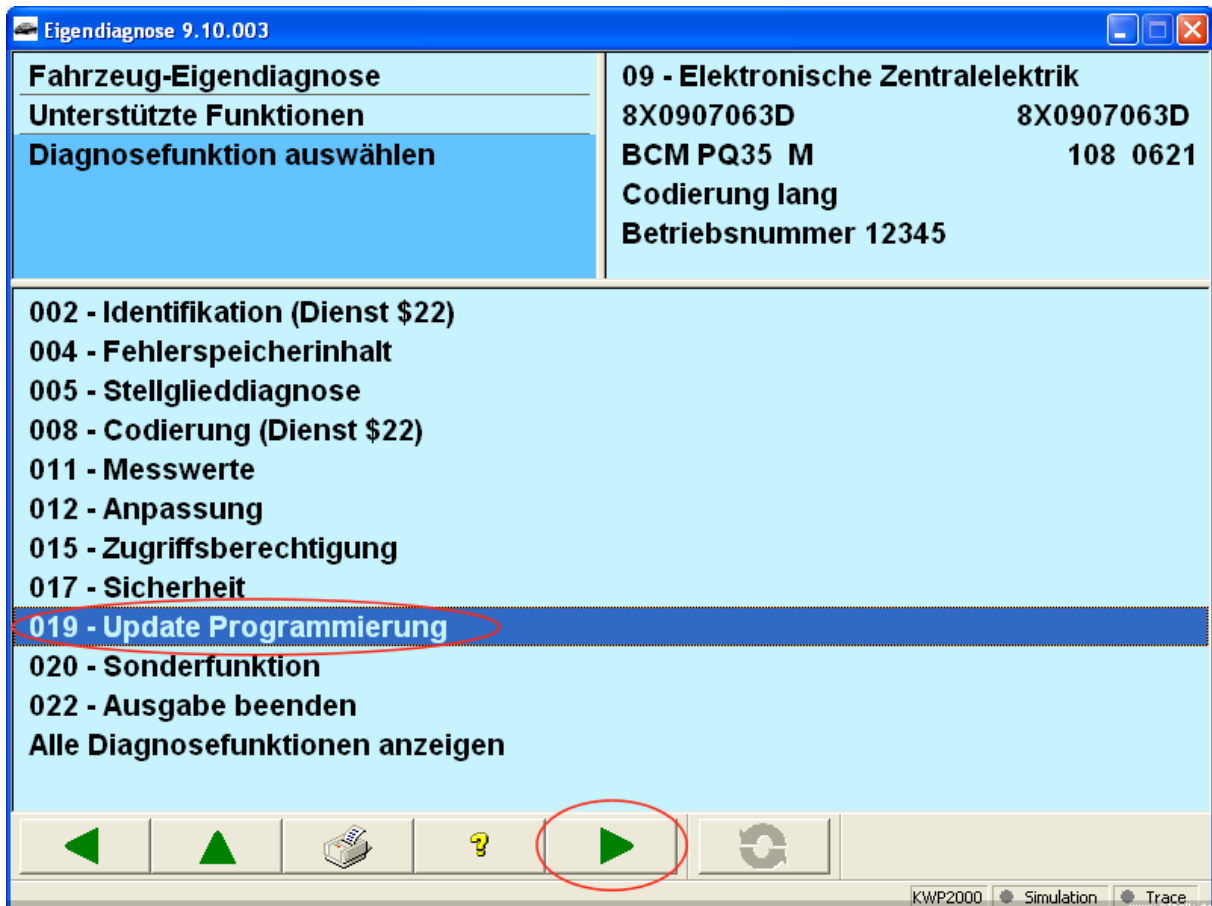 Eigendiagnose 9.10.003
Fahrzeug-Eigendiagnose
Unterstützte Funktionen
Diagnosefunktion auswählen
09 - Elektronische Zentralelektrik
8X0907063D 8X0907063D
BCM PQ35 M 108 0621
Codierung lang
Betriebsnummer 12345
002 - Identifikation (Dienst $22)
004 - Fehlerspeicherinhalt
005 - Stellglieddiagnose
008 - Codierung (Dienst $22)
011 - Messwerte
012 - Anpassung
015 - Zugriffsberechtigung
017 - Sicherheit
019 - Update Programmierung
020 - Sonderfunktion
022 - Ausgabe beenden
Alle Diagnosefunktionen anzeigen
?
KWP2000 Simulation Trace